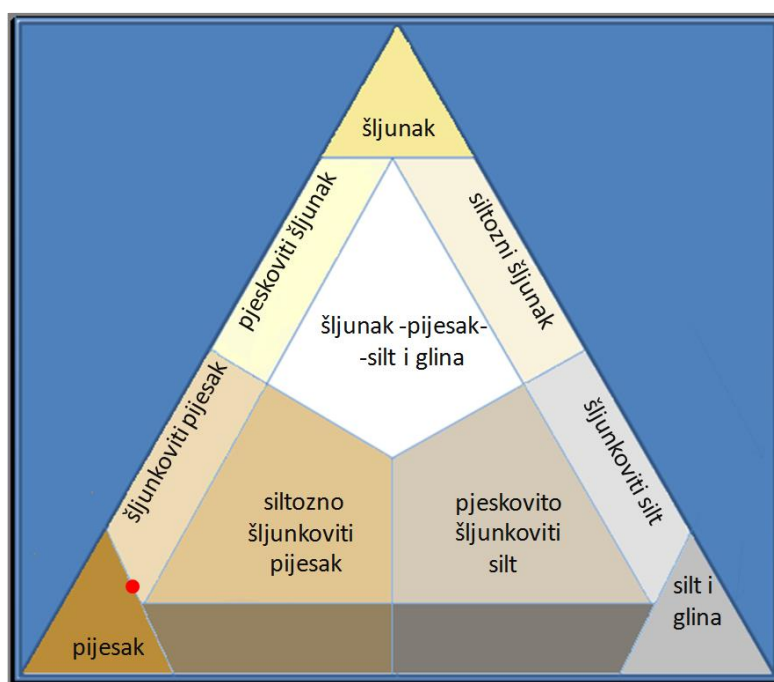 šljunak
pjeskoviti šljunak
siltozni šljunak
šljunak -pijesak-
-silt i glina
šljunkoviti pijesak
šljunkoviti silt
siltozno
šljunkoviti
pijesak
pjeskovito
šljunkoviti
silt
pijesak
silt i
glina